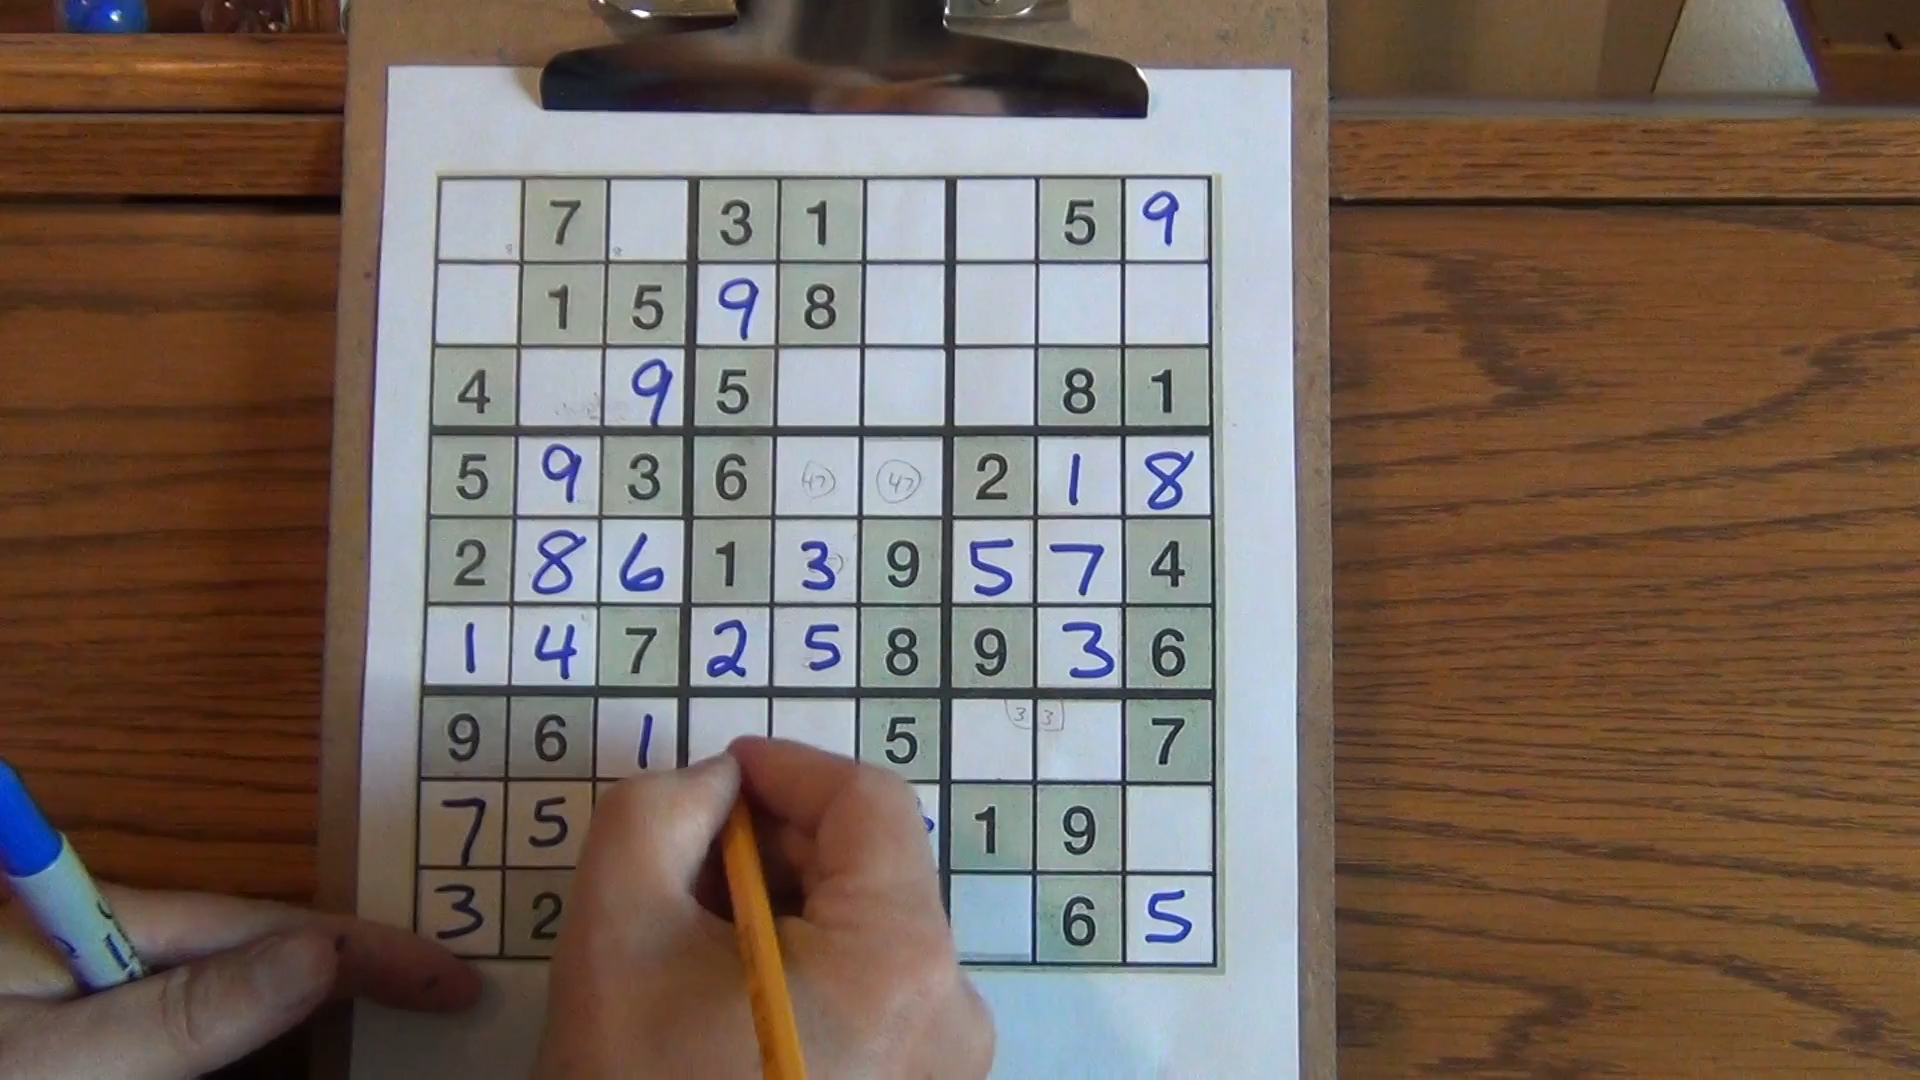 7 3 1 5 9
1 5 9 8
4 9 5 8 1
5 9 3 6 47 47 2 1 8
2 8 6 1 3 9 5 7 4
1 4 7 2 5 8 9 3 6
9 6 1 5 3 3 7
7 5 1 9
3 2 6 5